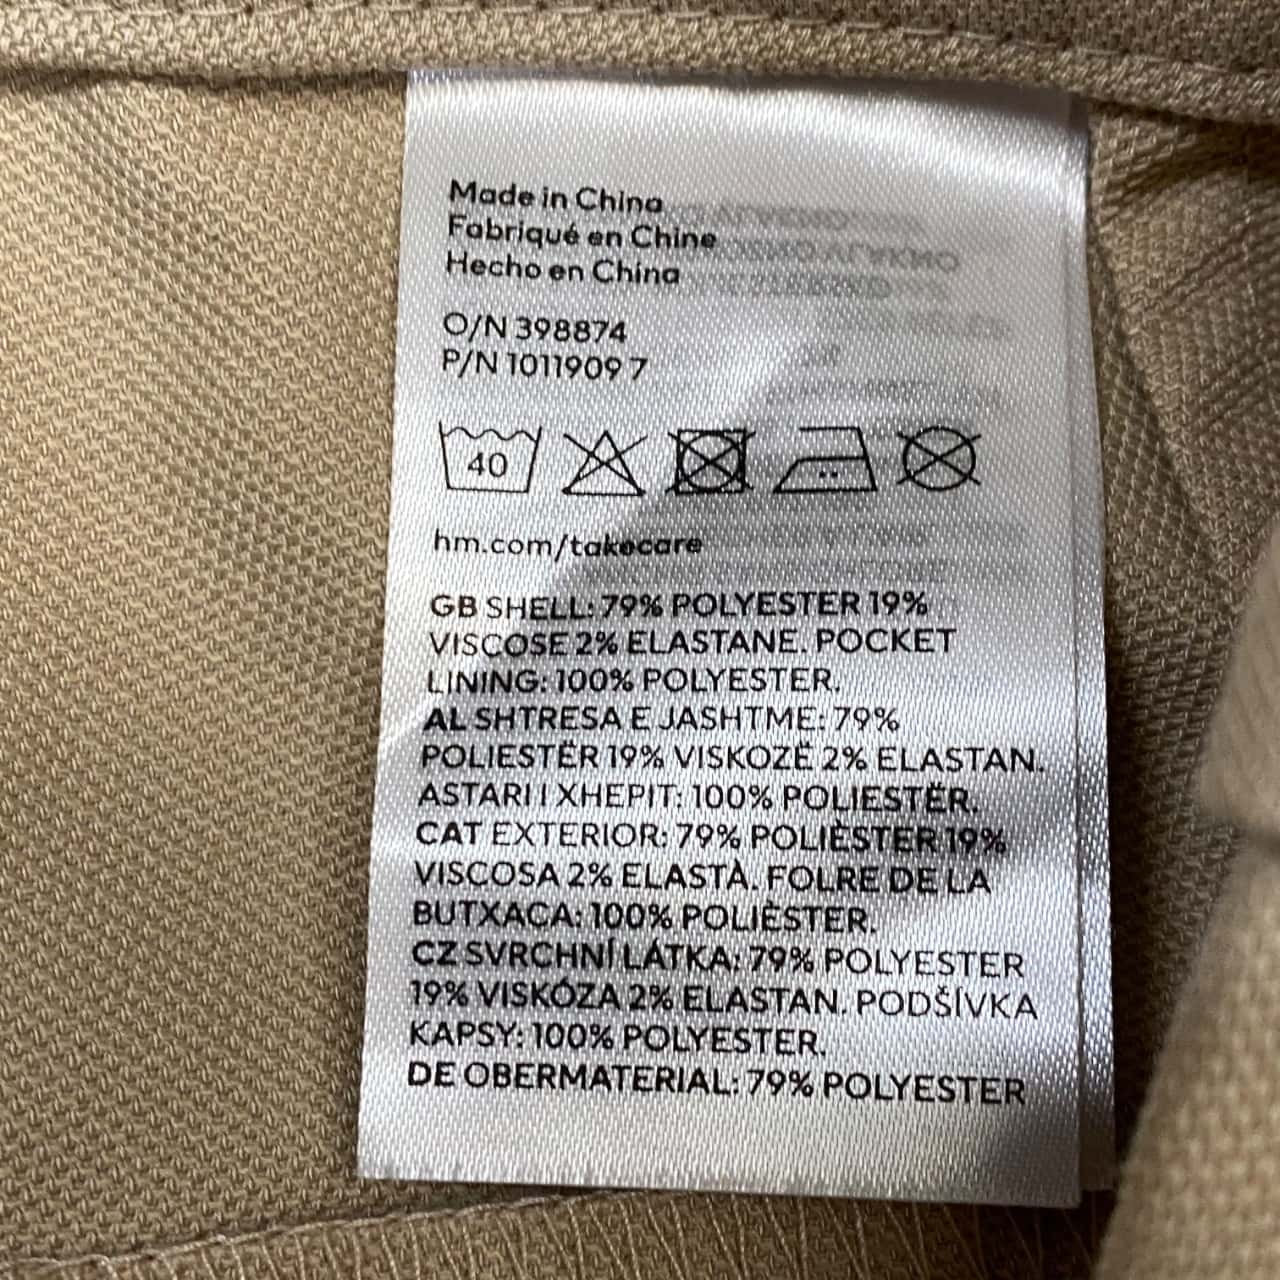 Made in China
Fabriqué en Chine
Hecho en China
O/N 398874
P/N 1011909 7
40
hm.com/takecare
GB SHELL: 79% POLYESTER 19%
VISCOSE 2% ELASTANE. POCKET
LINING: 100% POLYESTER.
AL SHTRESA E JASHTME: 79%
POLIESTËR 19% VISKOZË 2% ELASTAN.
ASTARI I XHEPIT: 100% POLIESTËR.
CAT EXTERIOR: 79% POLIÈSTER 19%
VISCOSA 2% ELASTÀ. FOLRE DE LA
BUTXACA: 100% POLIÈSTER.
CZ SVRCHNÍ LÁTKA: 79% POLYESTER
19% VISKÓZA 2% ELASTAN. PODŠÍVKA
KAPSY: 100% POLYESTER.
DE OBERMATERIAL: 79% POLYESTER